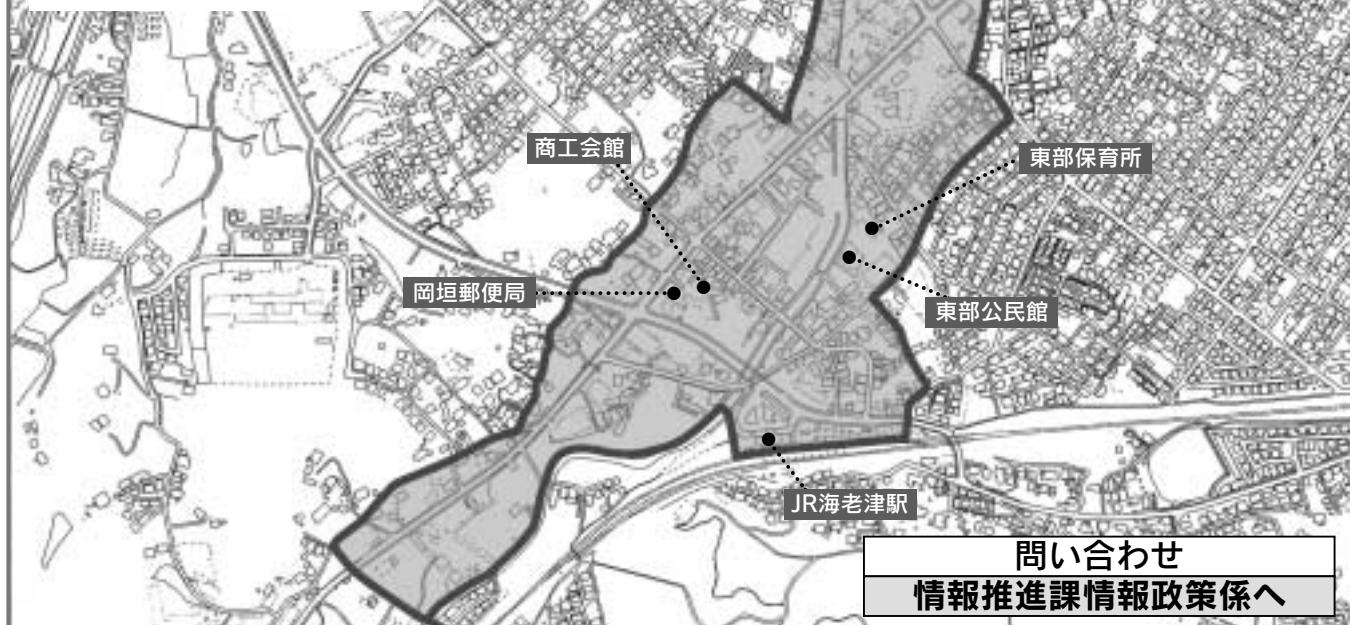 商工会館
東部保育所
岡垣郵便局
東部公民館
JR海老津駅
問い合わせ
情報推進課情報政策係へ